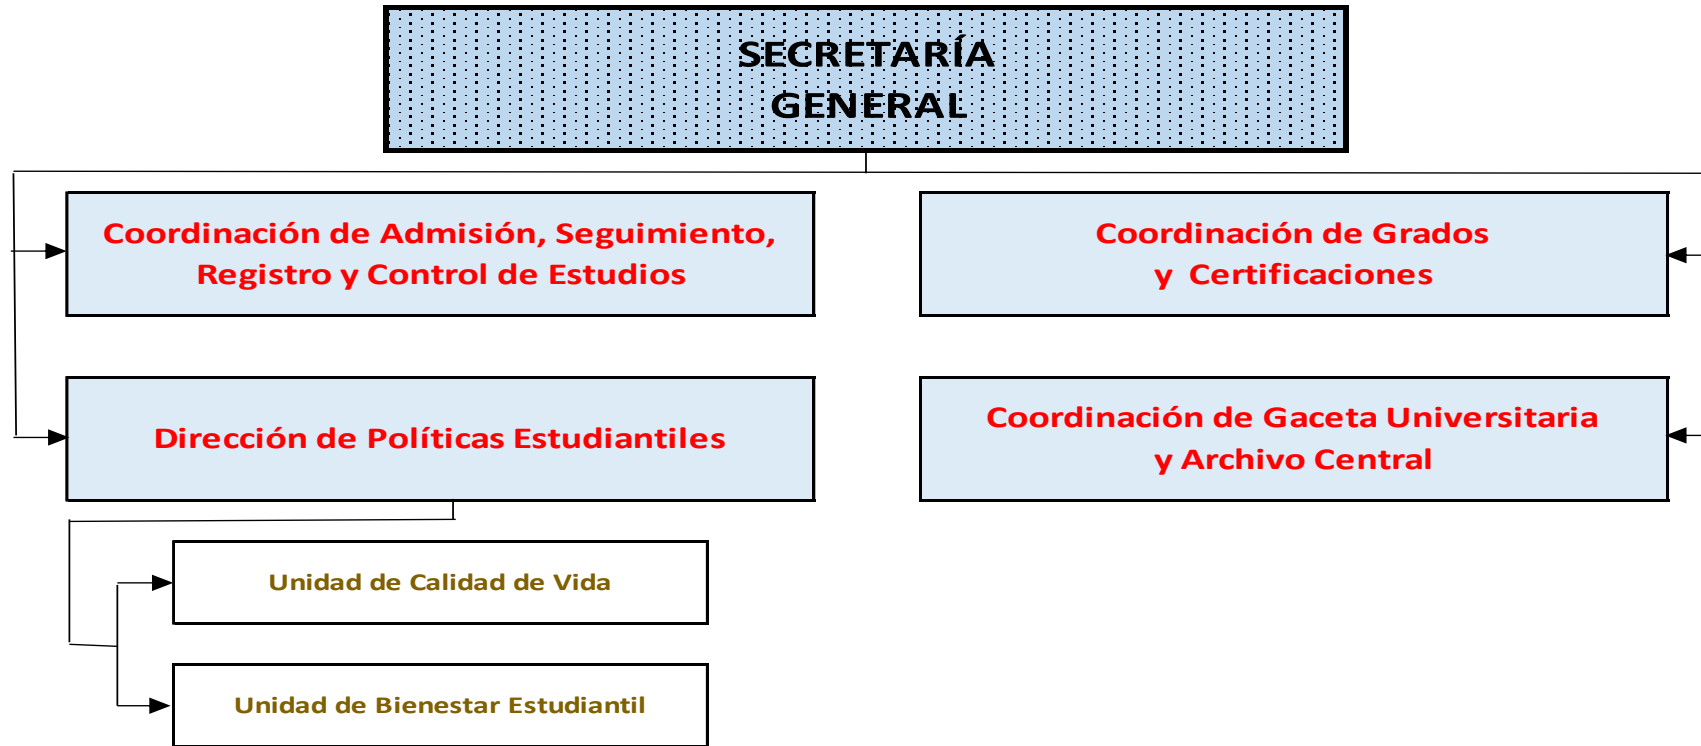 SECRETARÍA
GENERAL
Coordinación de Admisión, Seguimiento,
Registro y Control de Estudios
Coordinación de Grados
y Certificaciones
Dirección de Políticas Estudiantiles
Coordinación de Gaceta Universitaria
y Archivo Central
Unidad de Calidad de Vida
Unidad de Bienestar Estudiantil